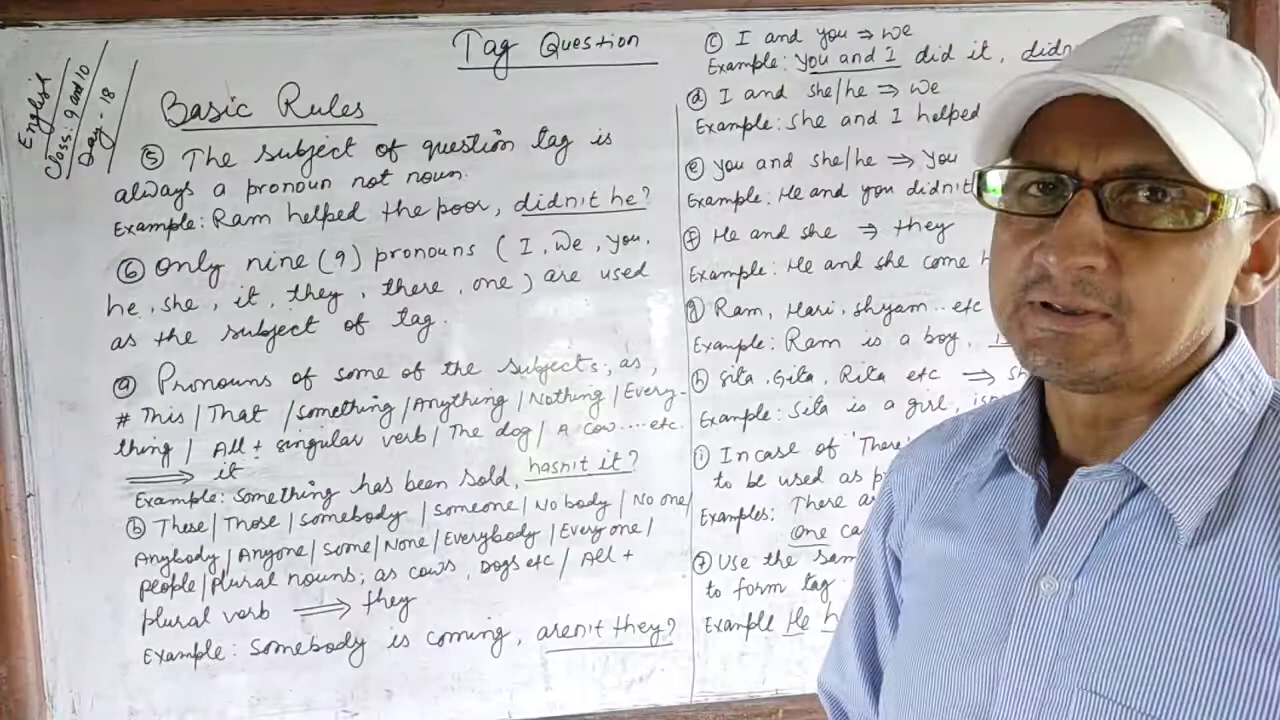 Tag Question
English
Class: 9 and 10
Day - 18
Basic Rules
⑤ The subject of question tag is
always a pronoun not noun.
Example: Ram helped the poor, didn't he?
⑥ Only nine (9) pronouns ( I, we, you,
he, she, it, they, there, one ) are used
as the subject of tag.
ⓐ Pronouns of some of the subjects; as,
# This / That / something / Anything / Nothing / Every-
thing / All + singular verb / The dog / A cow....etc.
⟹ it
Example: Something has been sold, hasn't it?
ⓑ These / Those / somebody / someone / Nobody / No one /
Anybody / Anyone / Some / None / Everybody / Everyone /
people / plural nouns; as cows, Dogs etc / All +
plural verb ⟹ they
Example: Somebody is coming, aren't they?
ⓒ I and you ⇒ we
Example: You and I did it, didn
ⓓ I and she/he ⇒ we
Example: She and I helped
ⓔ you and she/he ⇒ you
Example: He and you didn't
ⓕ He and she ⇒ they
Example: He and she come
ⓖ Ram, Hari, Shyam.. etc
Example: Ram is a boy,
ⓗ Sita, Gita, Rita etc ⇒ sh
Example: Sita is a girl, isn
ⓘ In case of 'There'
to be used as p
Examples: There a
One ca
⑦ Use the sam
to form tag
Example He h